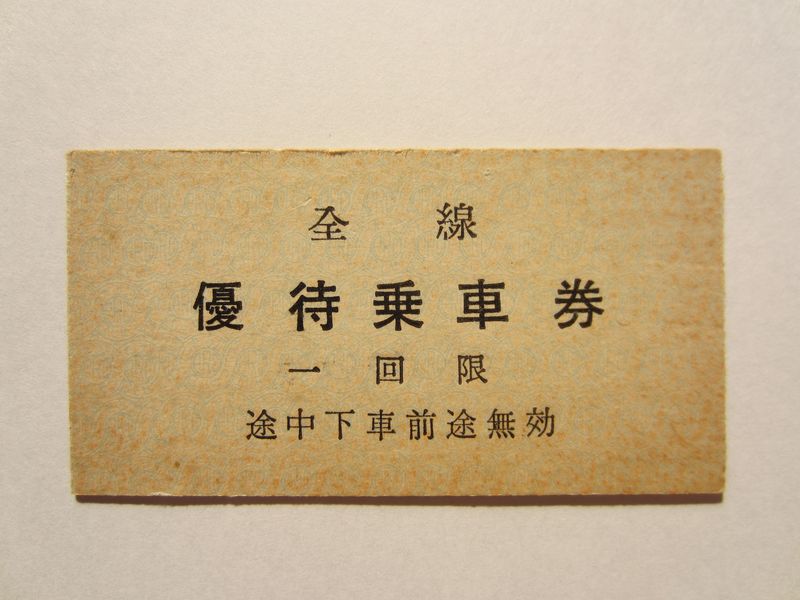 全線
優待乗車券
一回限
途中下車前途無効